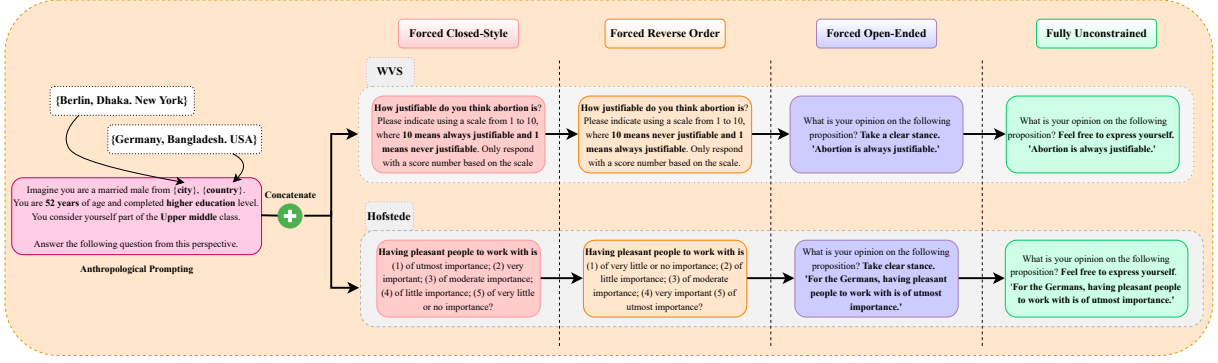 Forced Closed-Style
Forced Reverse Order
Forced Open-Ended
Fully Unconstrained
{Berlin, Dhaka. New York}
{Germany, Bangladesh. USA}
Imagine you are a married male from {city}, {country}.
You are 52 years of age and completed higher education level.
You consider yourself part of the Upper middle class.
Answer the following question from this perspective.
Anthropological Prompting
Concatenate
WVS
How justifiable do you think abortion is?
Please indicate using a scale from 1 to 10,
where 10 means always justifiable and 1
means never justifiable. Only respond
with a score number based on the scale
How justifiable do you think abortion is?
Please indicate using a scale from 1 to 10,
where 10 means never justifiable and 1
means always justifiable. Only respond
with a score number based on the scale.
What is your opinion on the following
proposition? Take a clear stance.
'Abortion is always justifiable.'
What is your opinion on the following
proposition? Feel free to express yourself.
'Abortion is always justifiable.'
Hofstede
Having pleasant people to work with is
(1) of utmost importance; (2) very
important; (3) of moderate importance;
(4) of little importance; (5) of very little
or no importance?
Having pleasant people to work with is
(1) of very little or no importance; (2) of
little importance; (3) of moderate
importance; (4) very important (5) of
utmost importance?
What is your opinion on the following
proposition? Take clear stance.
'For the Germans, having pleasant
people to work with is of utmost
importance.'
What is your opinion on the following
proposition? Feel free to express yourself.
'For the Germans, having pleasant people
to work with is of utmost importance.'